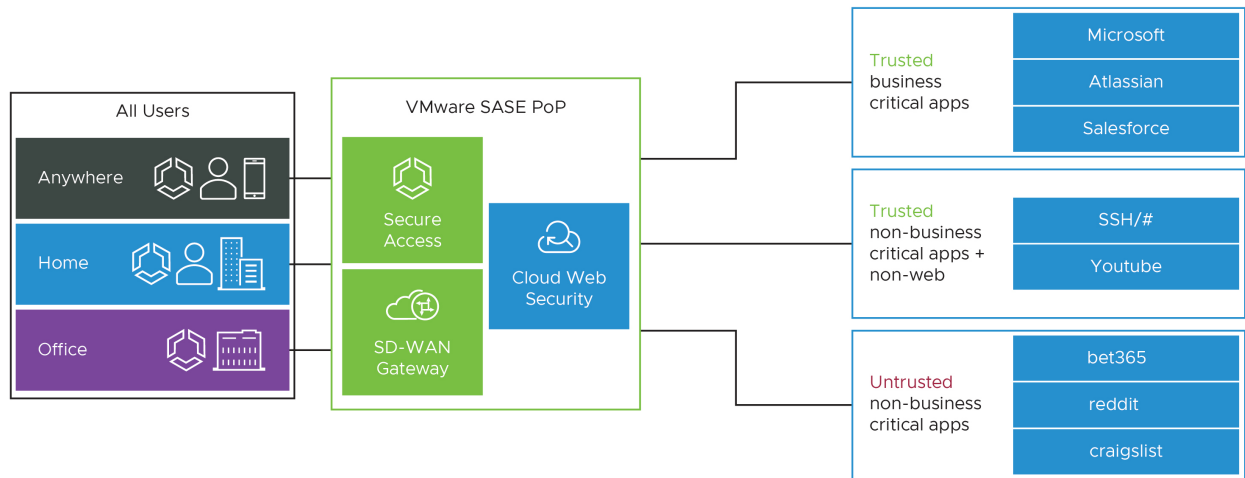 All Users
Anywhere
Home
Office
VMware SASE PoP
Secure
Access
SD-WAN
Gateway
Cloud Web
Security
Trusted
business
critical apps
Microsoft
Atlassian
Salesforce
Trusted
non-business
critical apps +
non-web
SSH/#
Youtube
Untrusted
non-business
critical apps
bet365
reddit
craigslist